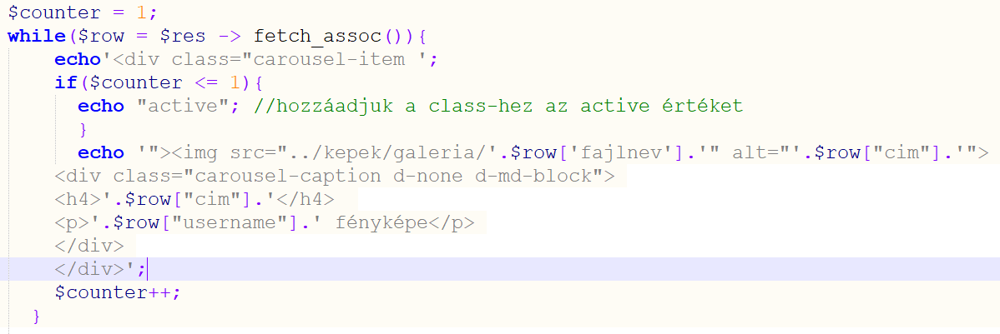 $counter = 1;
while($row = $res -> fetch_assoc()){
echo'<div class="carousel-item ';
if($counter <= 1){
echo "active"; //hozzáadjuk a class-hez az active értéket
}
echo '"><img src="../kepek/galeria/'.$row['fajlnev'].'" alt="'.$row["cim"].'">
<div class="carousel-caption d-none d-md-block">
<h4>'.$row["cim"].'</h4>
<p>'.$row["username"].' fényképe</p>
</div>
</div>';
$counter++;
}